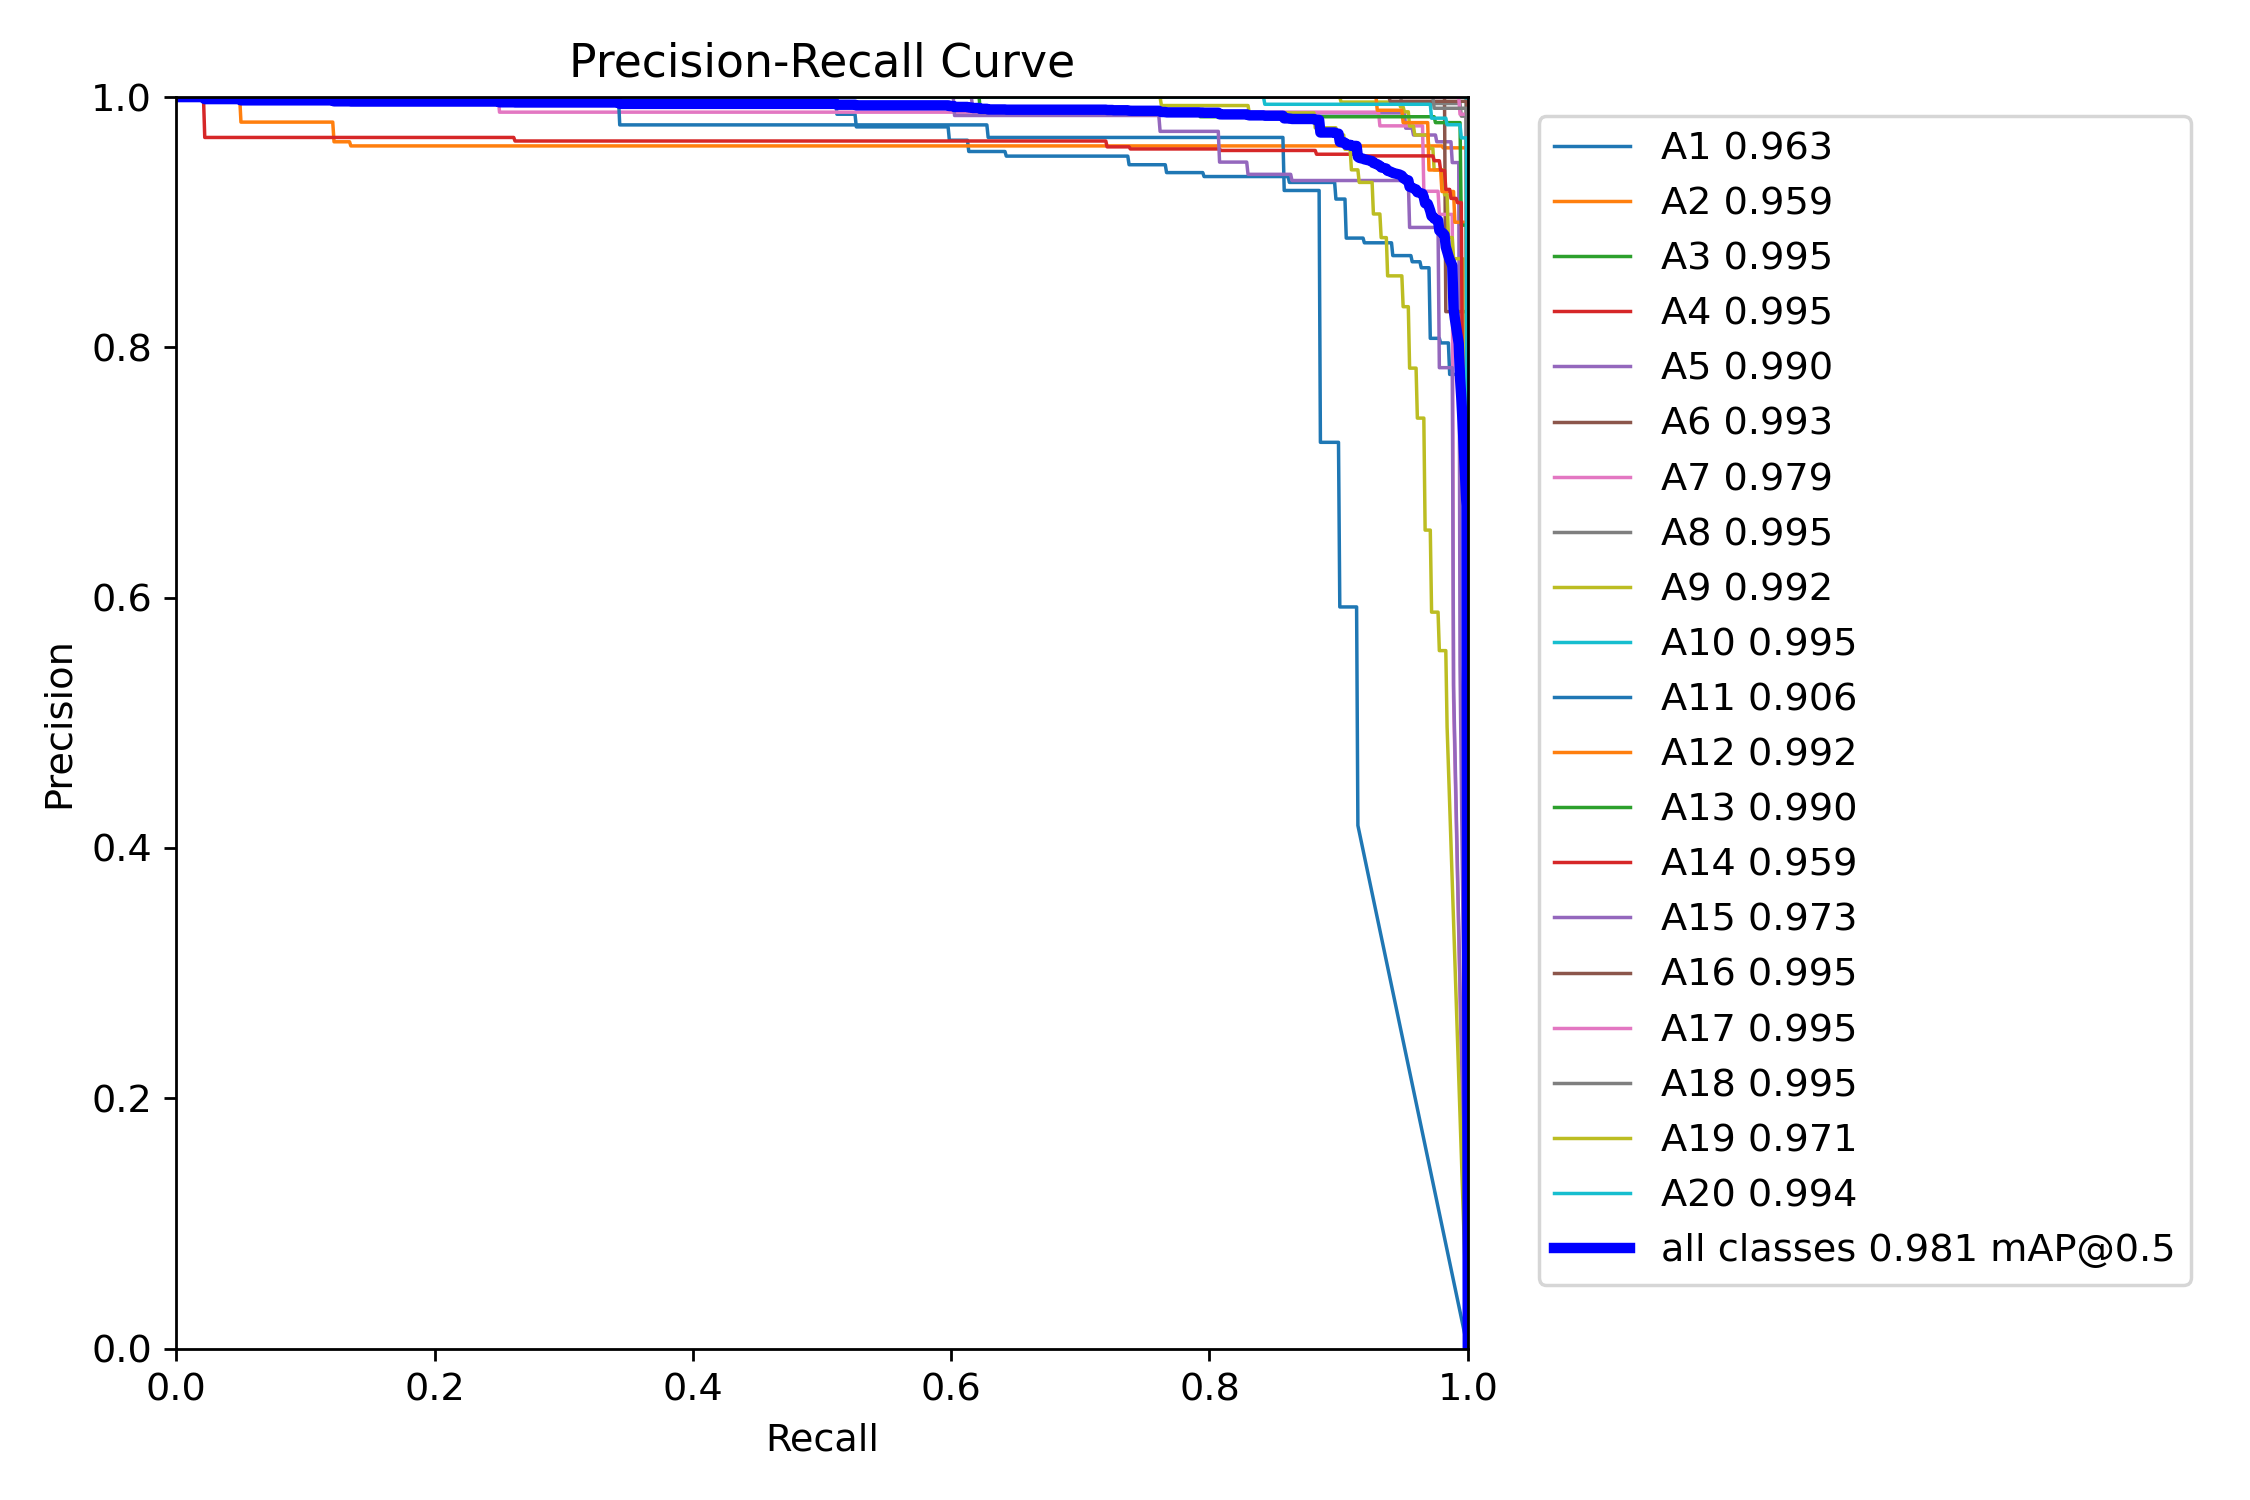 Precision-Recall Curve
1.0
0.8
0.6
0.4
0.2
0.0
Precision
0.0 0.2 0.4 0.6 0.8 1.0
Recall
A1 0.963
A2 0.959
A3 0.995
A4 0.995
A5 0.990
A6 0.993
A7 0.979
A8 0.995
A9 0.992
A10 0.995
A11 0.906
A12 0.992
A13 0.990
A14 0.959
A15 0.973
A16 0.995
A17 0.995
A18 0.995
A19 0.971
A20 0.994
all classes 0.981 mAP@0.5